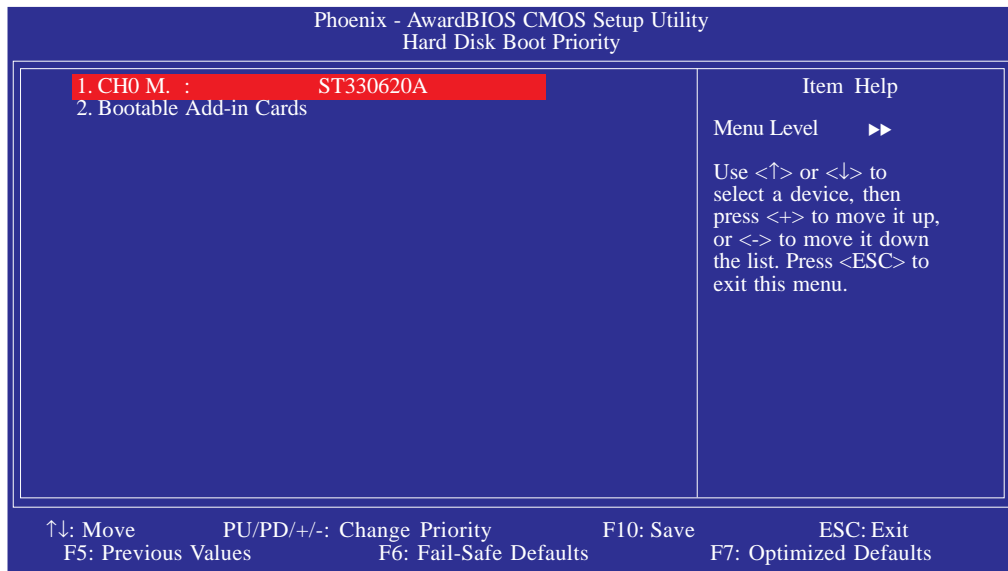 Phoenix - AwardBIOS CMOS Setup Utility
Hard Disk Boot Priority
1. CH0 M. : ST330620A
2. Bootable Add-in Cards
Item Help
Menu Level ▶▶
Use <↑> or <↓> to
select a device, then
press <+> to move it up,
or <-> to move it down
the list. Press <ESC> to
exit this menu.
↑↓: Move PU/PD/+/-: Change Priority F10: Save ESC: Exit
F5: Previous Values F6: Fail-Safe Defaults F7: Optimized Defaults